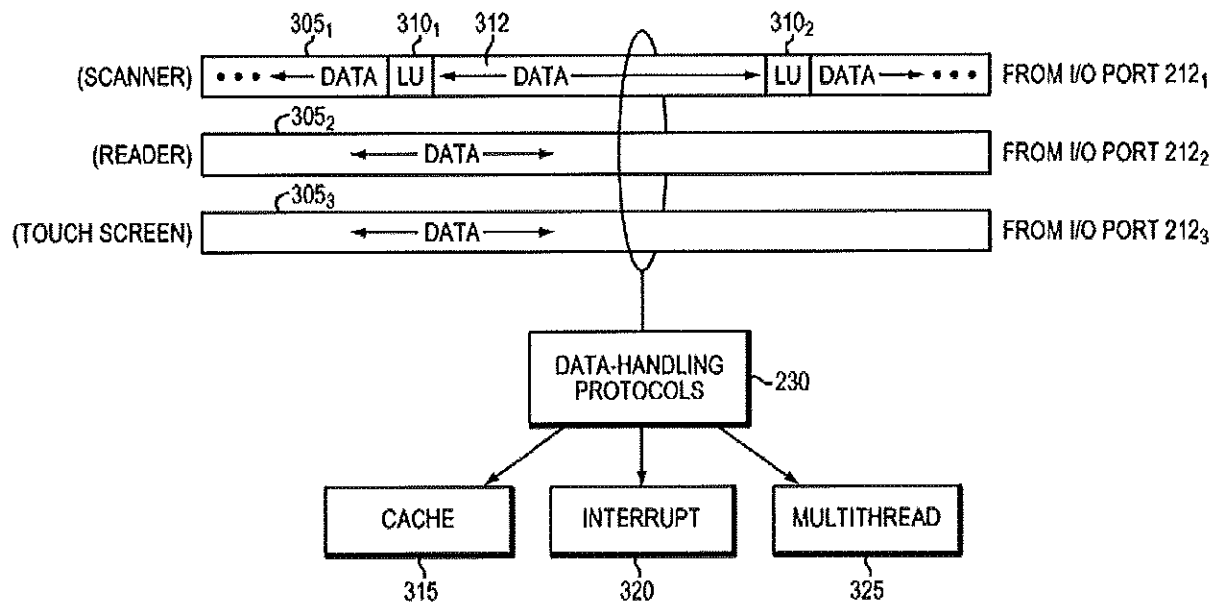 305₁ 310₁ 312 310₂
(SCANNER) ••• DATA LU DATA LU DATA ••• FROM I/O PORT 212₁
305₂
(READER) DATA FROM I/O PORT 212₂
305₃
(TOUCH SCREEN) DATA FROM I/O PORT 212₃
DATA-HANDLING
PROTOCOLS
230
CACHE INTERRUPT MULTITHREAD
315 320 325